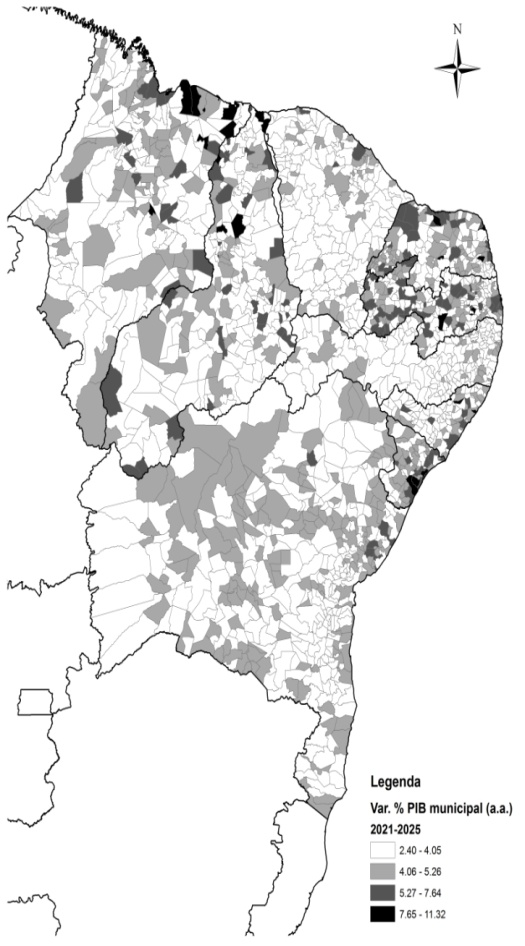 N
Legenda
Var. % PIB municipal (a.a.)
2021-2025
2.40 - 4.05
4.06 - 5.26
5.27 - 7.64
7.65 - 11.32